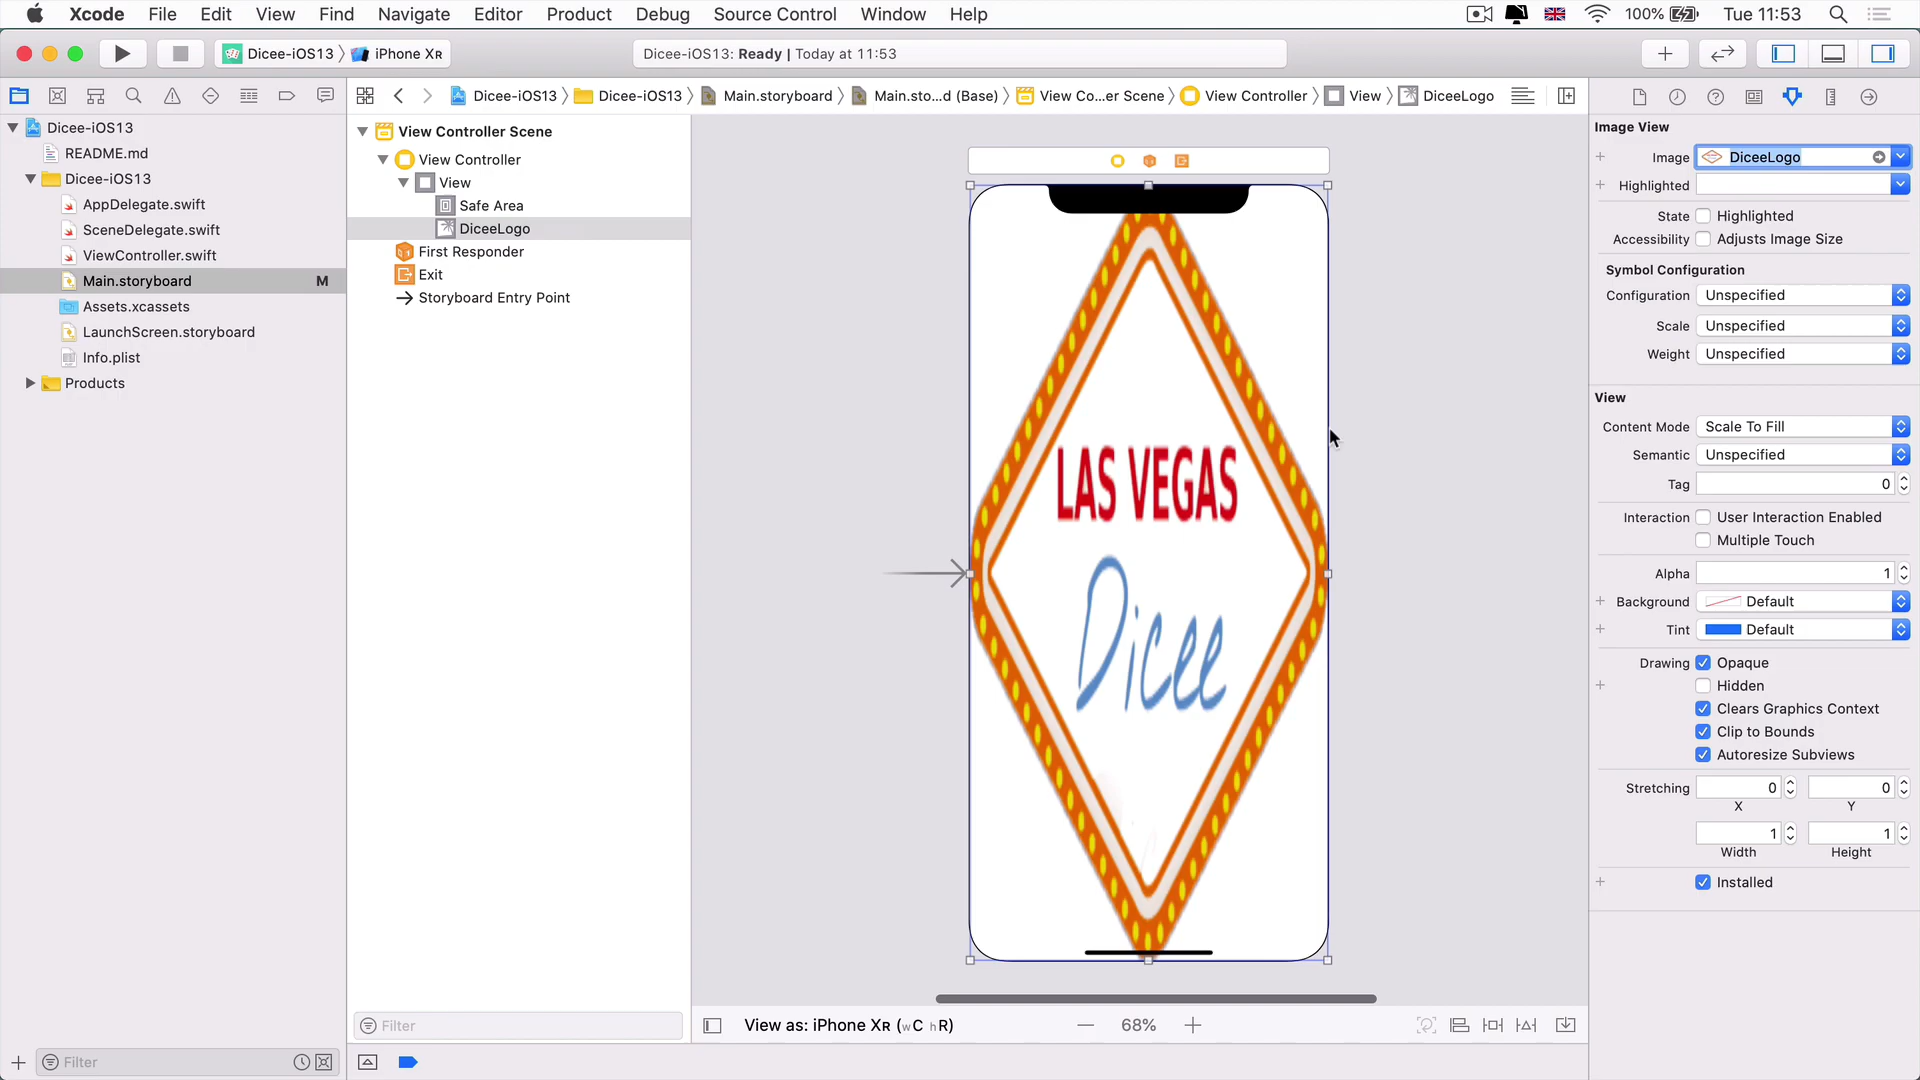 Xcode File Edit View Find Navigate Editor Product Debug Source Control Window Help 100% Tue 11:53
Dicee-iOS13 iPhone XR
Dicee-iOS13: Ready | Today at 11:53
Dicee-iOS13 Dicee-iOS13 Main.storyboard Main.sto...d (Base) View Co...er Scene View Controller View DiceeLogo
Dicee-iOS13
README.md
Dicee-iOS13
AppDelegate.swift
SceneDelegate.swift
ViewController.swift
Main.storyboard M
Assets.xcassets
LaunchScreen.storyboard
Info.plist
Products
Filter
View Controller Scene
View Controller
View
Safe Area
DiceeLogo
First Responder
Exit
Storyboard Entry Point
Filter
LAS VEGAS
Dicee
View as: iPhone XR (wC hR)
68%
Image View
Image DiceeLogo
Highlighted
State Highlighted
Accessibility Adjusts Image Size
Symbol Configuration
Configuration Unspecified
Scale Unspecified
Weight Unspecified
View
Content Mode Scale To Fill
Semantic Unspecified
Tag 0
Interaction User Interaction Enabled
Multiple Touch
Alpha 1
Background Default
Tint Default
Drawing Opaque
Hidden
Clears Graphics Context
Clip to Bounds
Autoresize Subviews
Stretching 0 0
X Y
1 1
Width Height
Installed